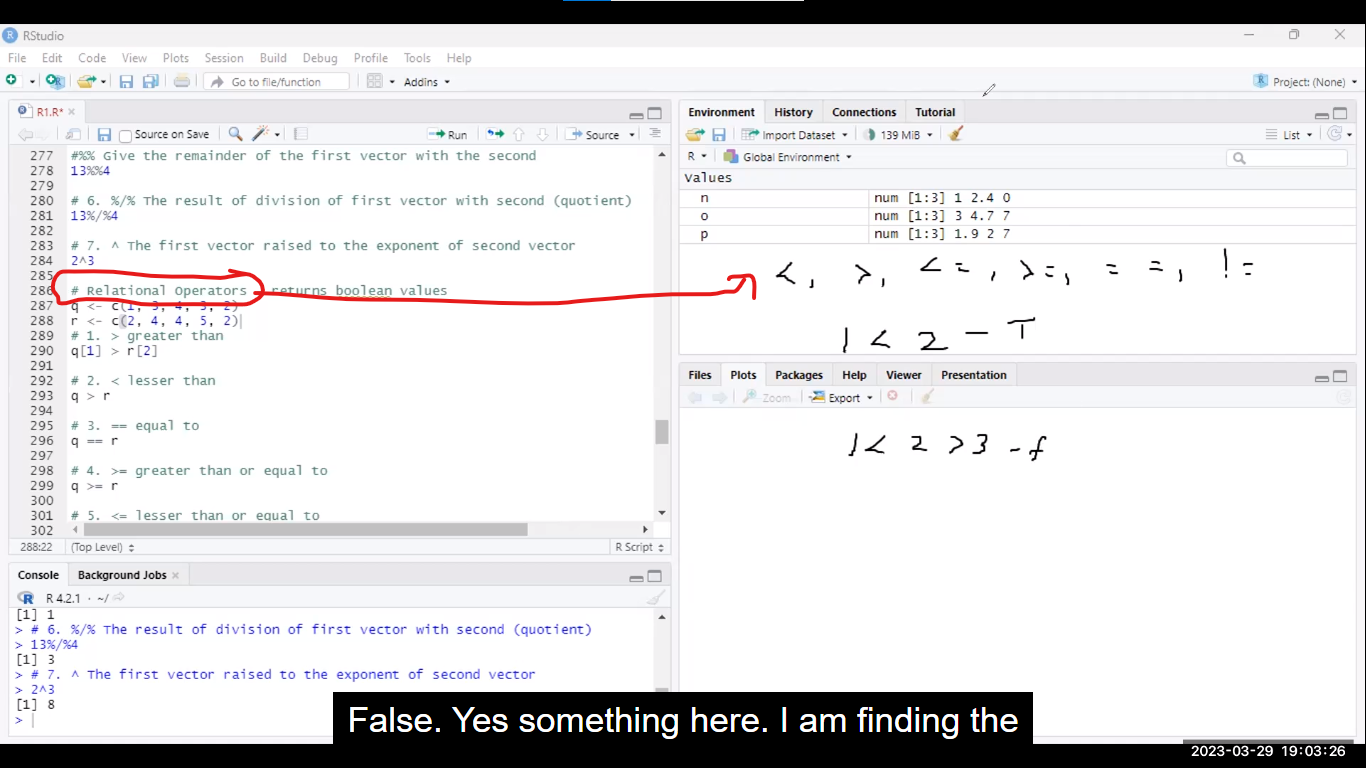 RStudio
File Edit Code View Plots Session Build Debug Profile Tools Help
Go to file/function Addins Project: (None)
R1.R*
Source on Save Run Source
277 #%% Give the remainder of the first vector with the second
278 13%%4
279
280 # 6. %/% The result of division of first vector with second (quotient)
281 13%/%4
282
283 # 7. ^ The first vector raised to the exponent of second vector
284 2^3
285
286 # Relational Operators - returns boolean values
287 q <- c(1, 3, 4, 3, 2)
288 r <- c(2, 4, 4, 5, 2)
289 # 1. > greater than
290 q[1] > r[2]
291
292 # 2. < lesser than
293 q > r
294
295 # 3. == equal to
296 q == r
297
298 # 4. >= greater than or equal to
299 q >= r
300
301 # 5. <= lesser than or equal to
302
288:22 (Top Level) R Script
Console Background Jobs
R 4.2.1 · ~/
[1] 1
> # 6. %/% The result of division of first vector with second (quotient)
> 13%/%4
[1] 3
> # 7. ^ The first vector raised to the exponent of second vector
> 2^3
[1] 8
>
Environment History Connections Tutorial
Import Dataset 139 MiB List
R Global Environment
values
n num [1:3] 1 2.4 0
o num [1:3] 3 4.7 7
p num [1:3] 1.9 2 7
<, >, <=, >=, ==, !=
1 < 2 - T
Files Plots Packages Help Viewer Presentation
Zoom Export
1 < 2 > 3 - f
False. Yes something here. I am finding the
2023-03-29 19:03:26